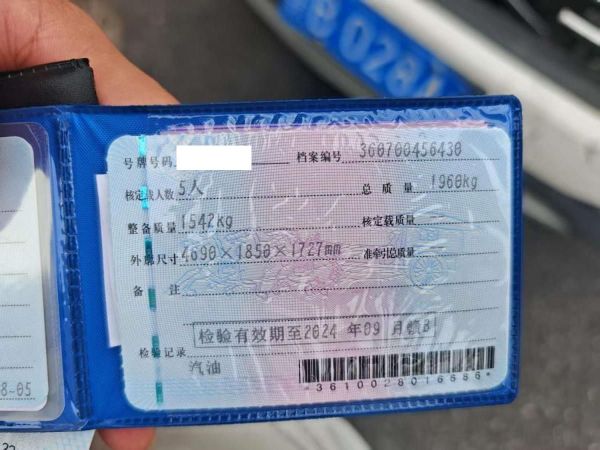 B·028
号牌号码
档案编号 360700456430
核定载人数 5人
总质量 1960kg
整备质量 1542kg
核定载质量
外廓尺寸 4690×1850×1727mm
准牵引总质量
备注
检验有效期至2024年09月赣B
检验记录
汽油
*3610028016686*
8-05